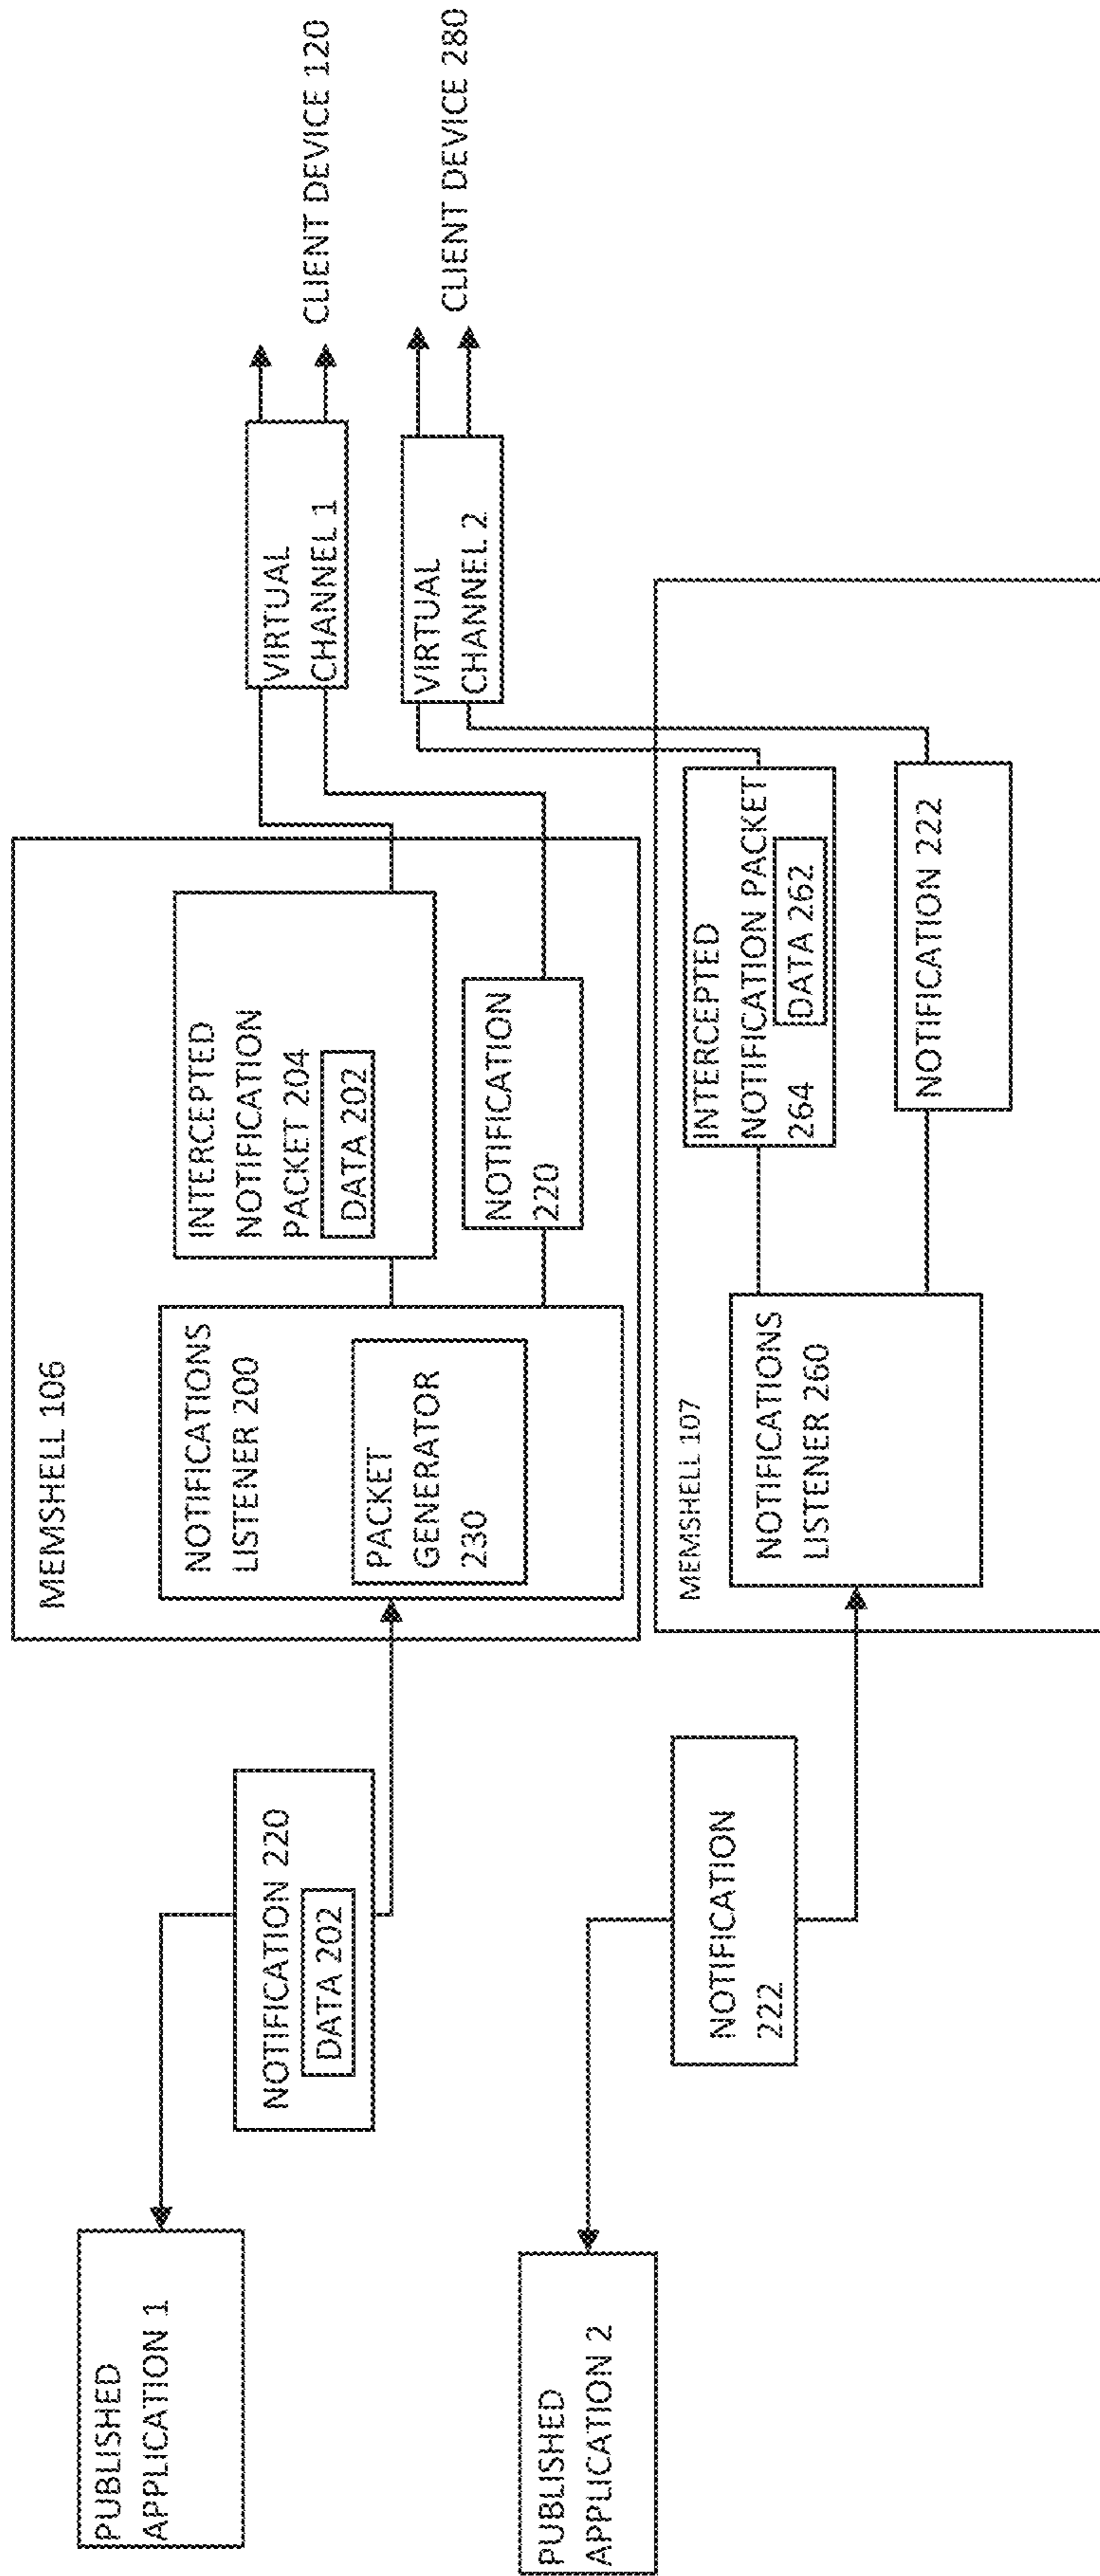 PUBLISHED
APPLICATION 1
NOTIFICATION 220
DATA 202
MEMSHELL 106
NOTIFICATIONS
LISTENER 200
PACKET
GENERATOR
230
INTERCEPTED
NOTIFICATION
PACKET 204
DATA 202
NOTIFICATION
220
VIRTUAL
CHANNEL 1
CLIENT DEVICE 120
PUBLISHED
APPLICATION 2
NOTIFICATION
222
MEMSHELL 107
NOTIFICATIONS
LISTENER 260
INTERCEPTED
NOTIFICATION PACKET
264
DATA 262
NOTIFICATION 222
VIRTUAL
CHANNEL 2
CLIENT DEVICE 280